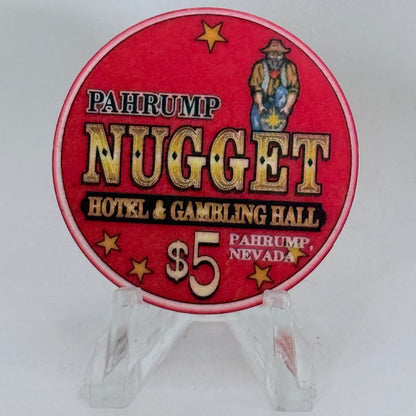 PAHRUMP
NUGGET
HOTEL & GAMBLING HALL
$5
PAHRUMP,
NEVADA